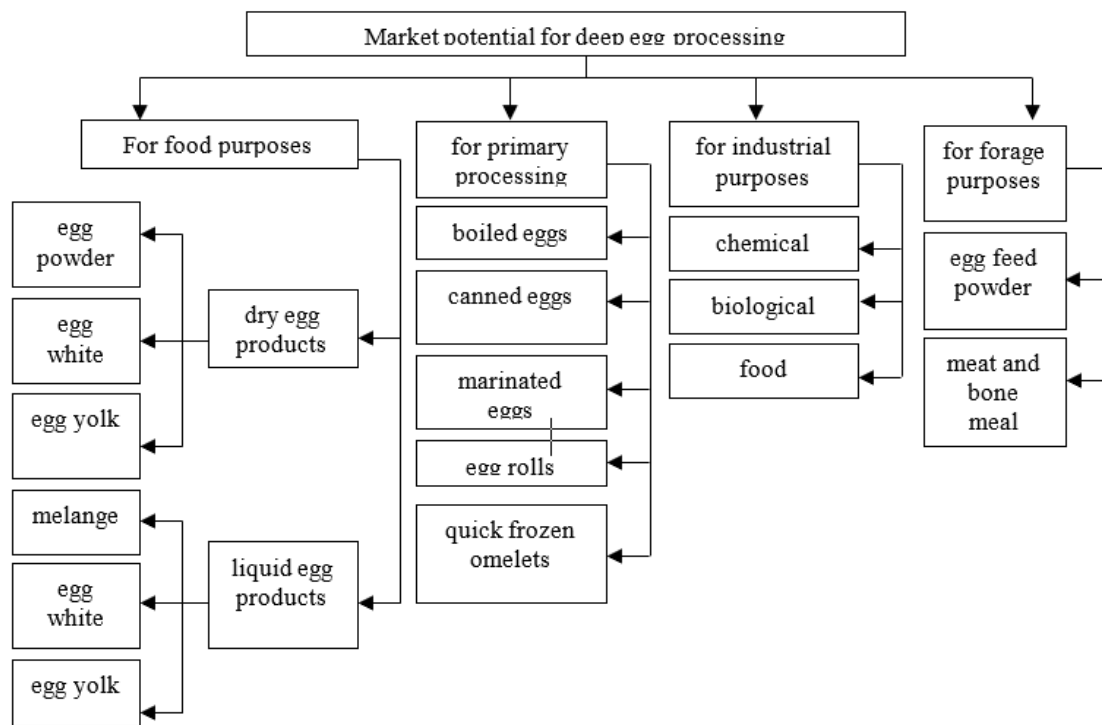 Market potential for deep egg processing
For food purposes
egg
powder
egg
white
egg yolk
dry egg
products
melange
egg
white
egg yolk
liquid egg
products
for primary
processing
boiled eggs
canned eggs
marinated
eggs
egg rolls
quick frozen
omelets
for industrial
purposes
chemical
biological
food
for forage
purposes
egg feed
powder
meat and
bone
meal